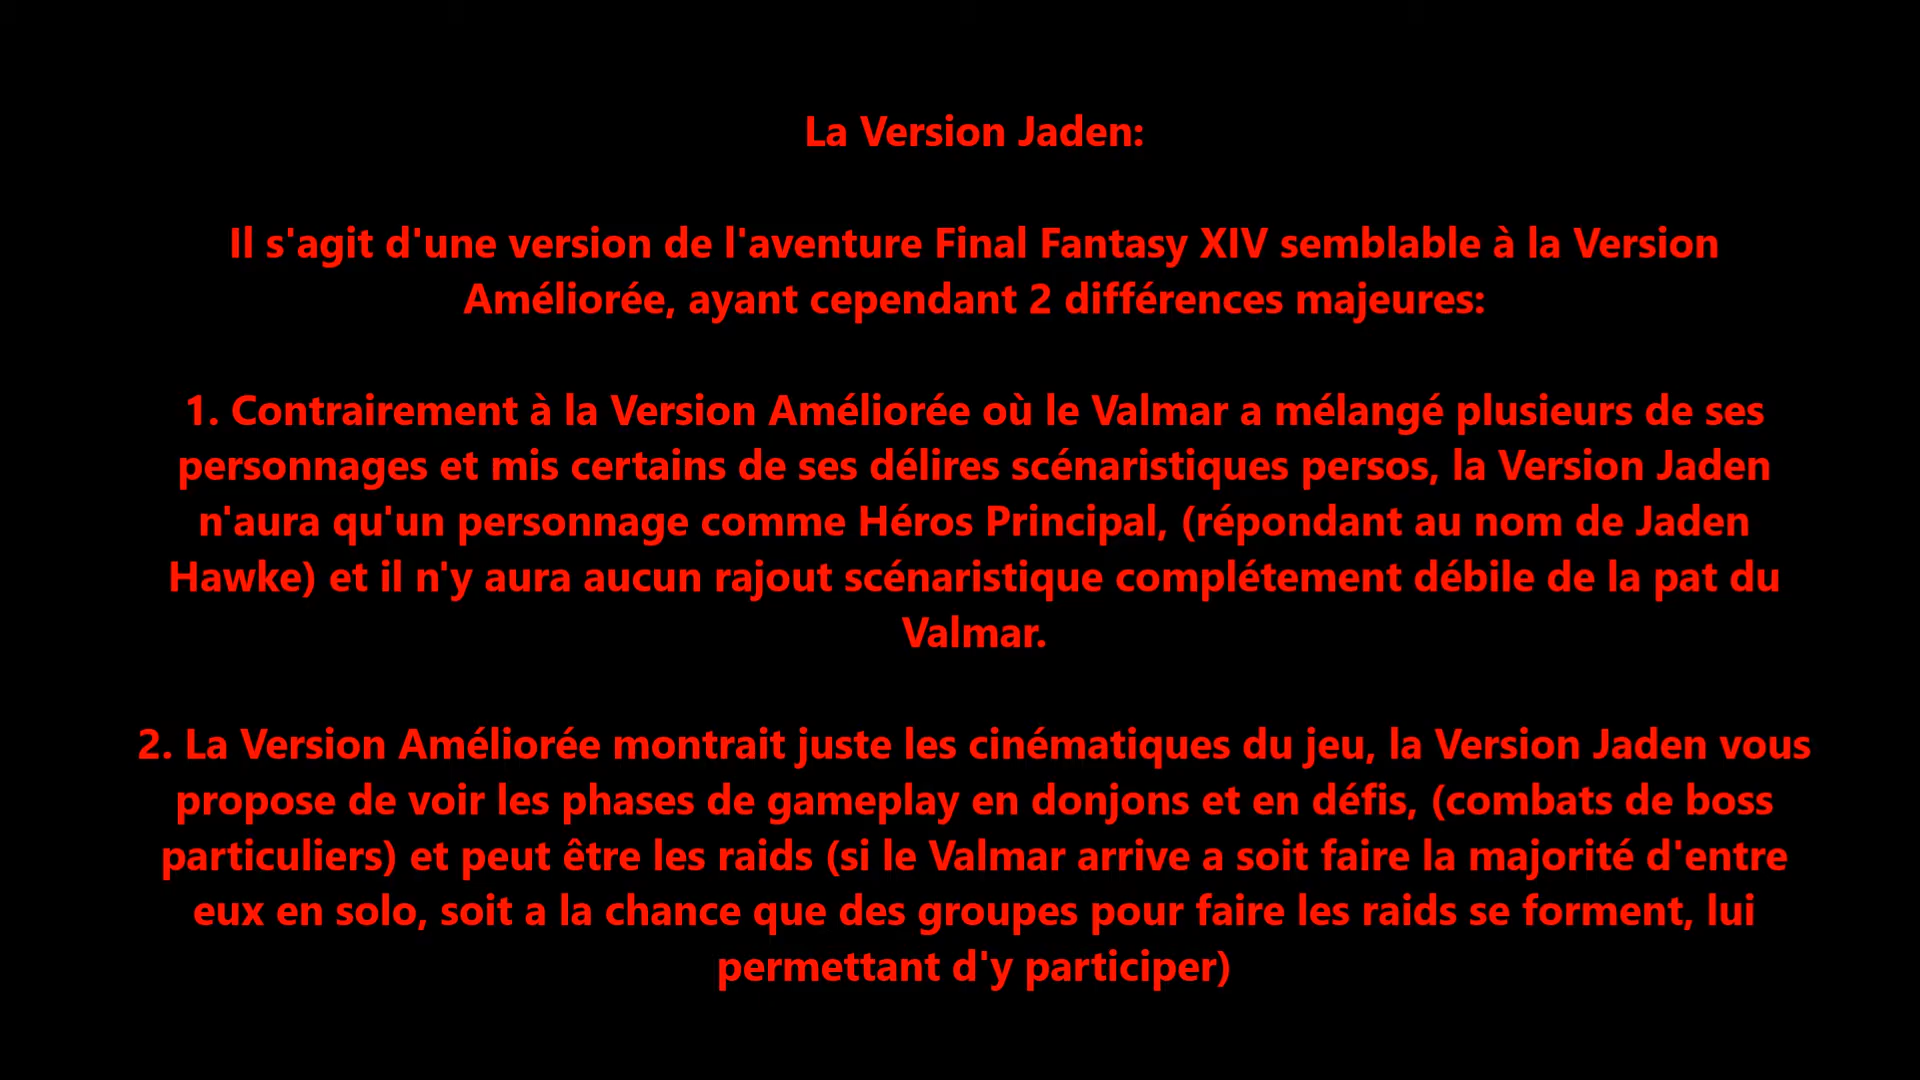 La Version Jaden:
Il s'agit d'une version de l'aventure Final Fantasy XIV semblable à la Version
Améliorée, ayant cependant 2 différences majeures:
1. Contrairement à la Version Améliorée où le Valmar a mélangé plusieurs de ses
personnages et mis certains de ses délires scénaristiques persos, la Version Jaden
n'aura qu'un personnage comme Héros Principal, (répondant au nom de Jaden
Hawke) et il n'y aura aucun rajout scénaristique complétement débile de la pat du
Valmar.
2. La Version Améliorée montrait juste les cinématiques du jeu, la Version Jaden vous
propose de voir les phases de gameplay en donjons et en défis, (combats de boss
particuliers) et peut être les raids (si le Valmar arrive a soit faire la majorité d'entre
eux en solo, soit a la chance que des groupes pour faire les raids se forment, lui
permettant d'y participer)